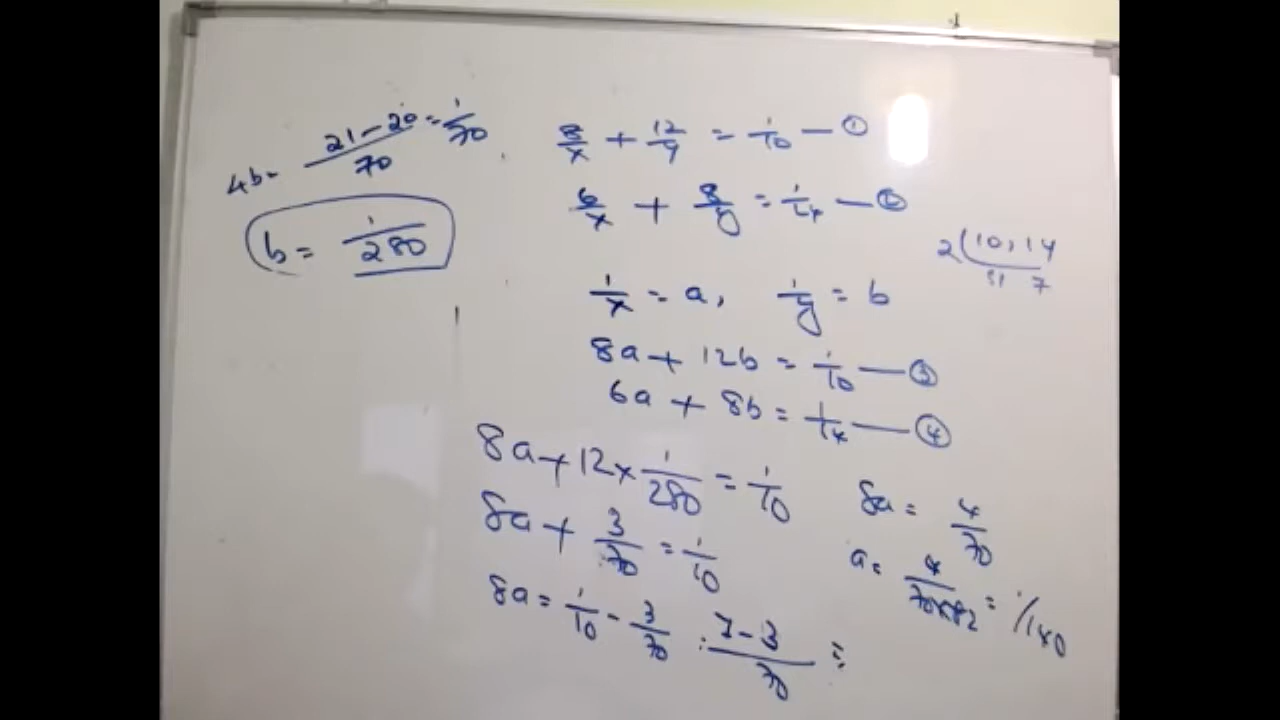 4b = 21-20/70 = 1/70
b = 1/280
8/x + 12/y = 1/10 — ①
6/x + 8/y = 1/14 — ②
2(10, 14
5 7
1/x = a, 1/y = b
8a + 12b = 1/10 — ③
6a + 8b = 1/14 — ④
8a + 12 × 1/280 = 1/10
8a + 3/70 = 1/10
8a = 1/10 - 3/70 = 7-3/70 =
8a = 4/70
a = 4/70×82 = 1/140